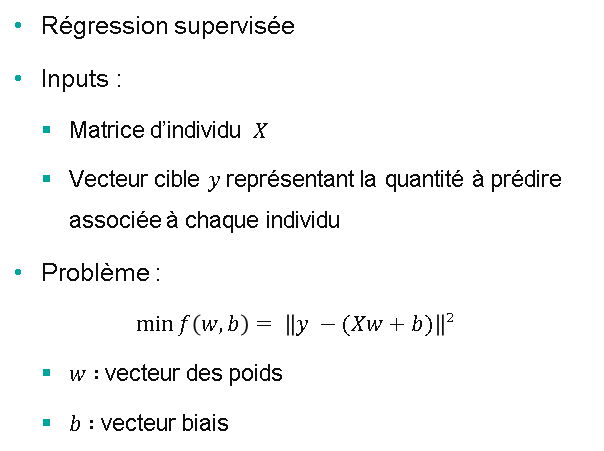 • Régression supervisée
• Inputs :
▪ Matrice d’individu X
▪ Vecteur cible y représentant la quantité à prédire
associée à chaque individu
• Problème :
min f(w, b) = ‖y − (Xw + b)‖²
▪ w : vecteur des poids
▪ b : vecteur biais